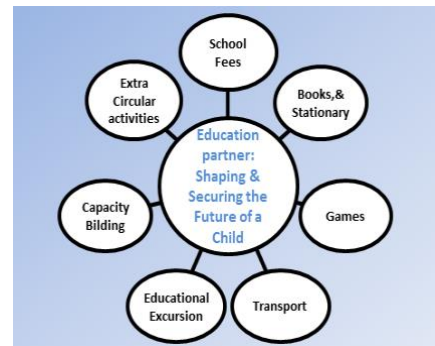 School
Fees
Extra
Circular
activities
Books,&
Stationary
Education
partner:
Shaping &
Securing the
Future of a
Child
Capacity
Bilding
Games
Educational
Excursion
Transport